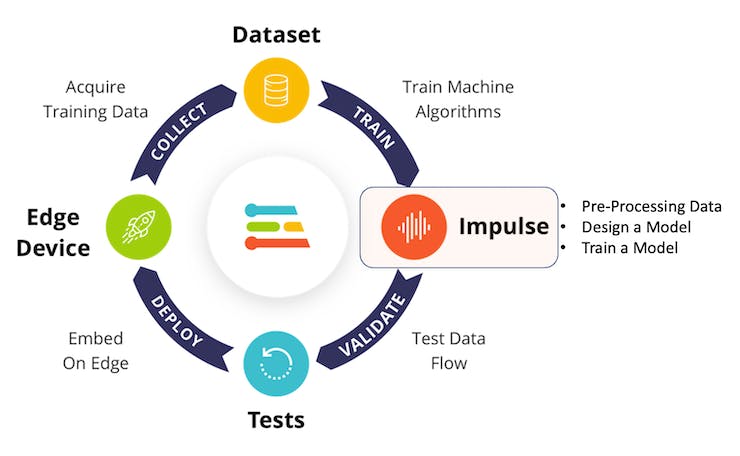 Dataset
Acquire
Training Data
COLLECT
TRAIN
Train Machine
Algorithms
Edge
Device
Impulse
• Pre-Processing Data
• Design a Model
• Train a Model
DEPLOY
VALIDATE
Embed
On Edge
Test Data
Flow
Tests